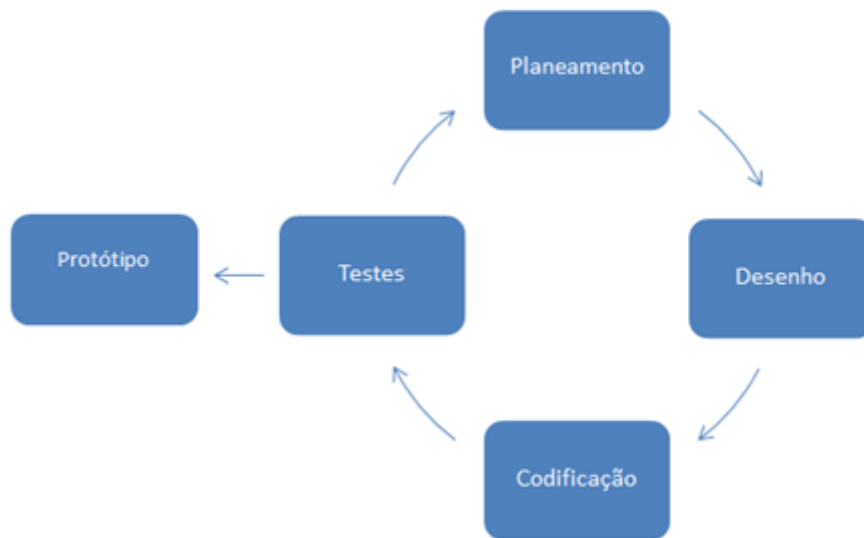 Planeamento
Protótipo
Testes
Desenho
Codificação